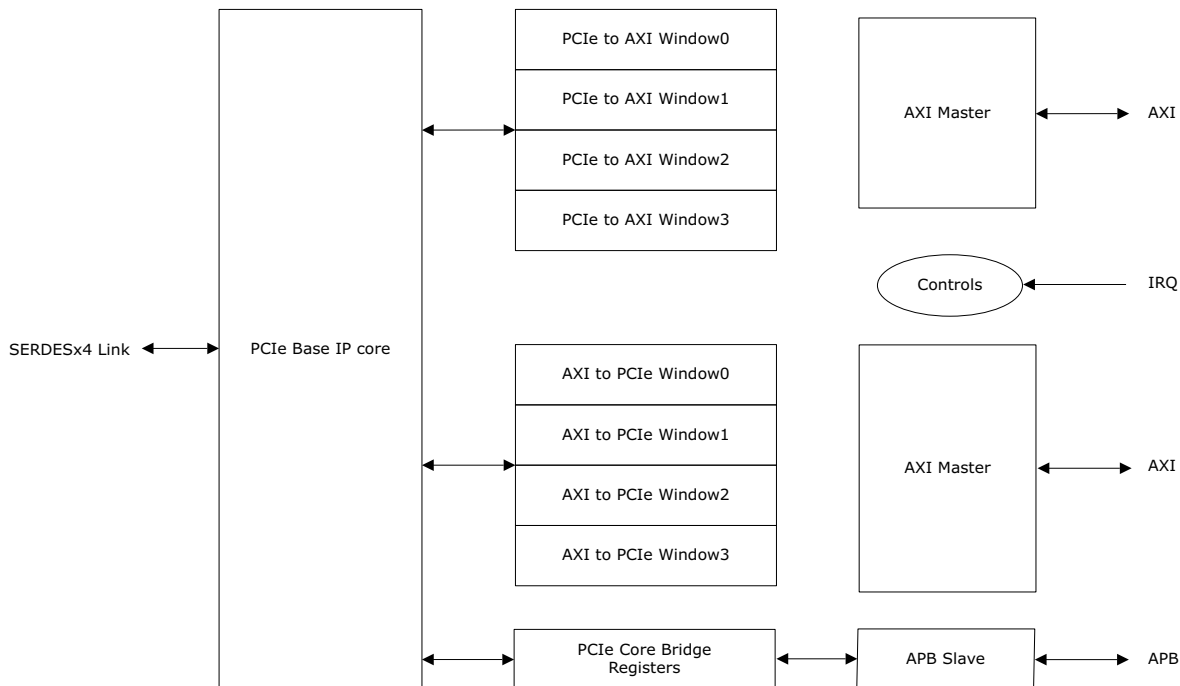 PCIe to AXI Window0
PCIe to AXI Window1
PCIe to AXI Window2
PCIe to AXI Window3
AXI Master
AXI
Controls
IRQ
SERDESx4 Link
PCIe Base IP core
AXI to PCIe Window0
AXI to PCIe Window1
AXI to PCIe Window2
AXI to PCIe Window3
AXI Master
AXI
PCIe Core Bridge
Registers
APB Slave
APB